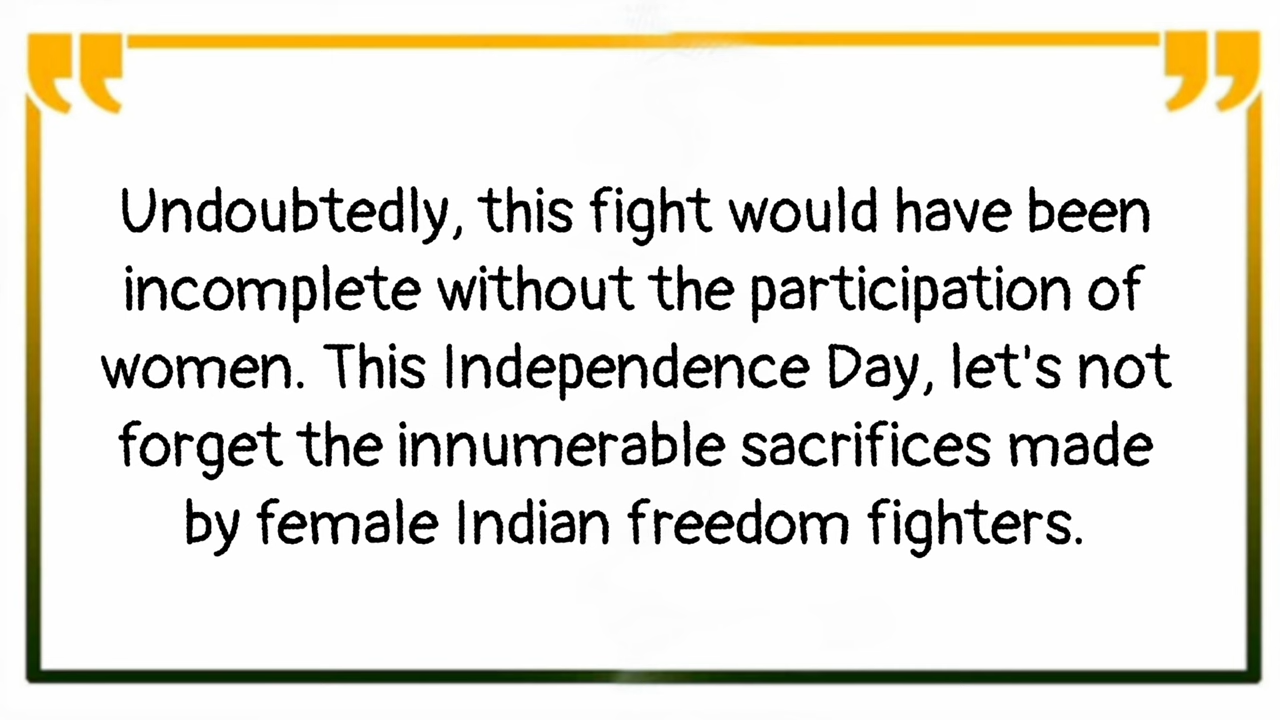 Undoubtedly, this fight would have been
incomplete without the participation of
women. This Independence Day, let's not
forget the innumerable sacrifices made
by female Indian freedom fighters.